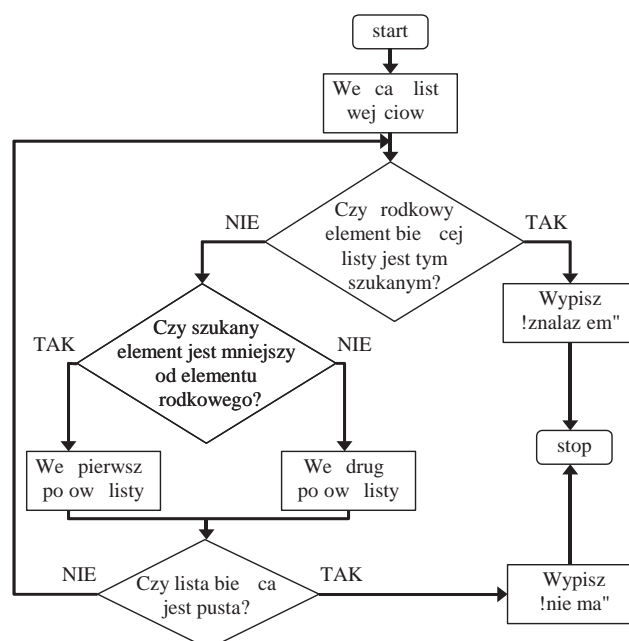 start
We ca list
wej ciow
Czy rodkowy
element bie cej
listy jest tym
szukanym?
NIE
TAK
Wypisz
!znalaz em"
Czy szukany
element jest mniejszy
od elementu
rodkowego?
TAK
NIE
We pierwsz
po ow listy
We drug
po ow listy
stop
Czy lista bie ca
jest pusta?
NIE
TAK
Wypisz
!nie ma"